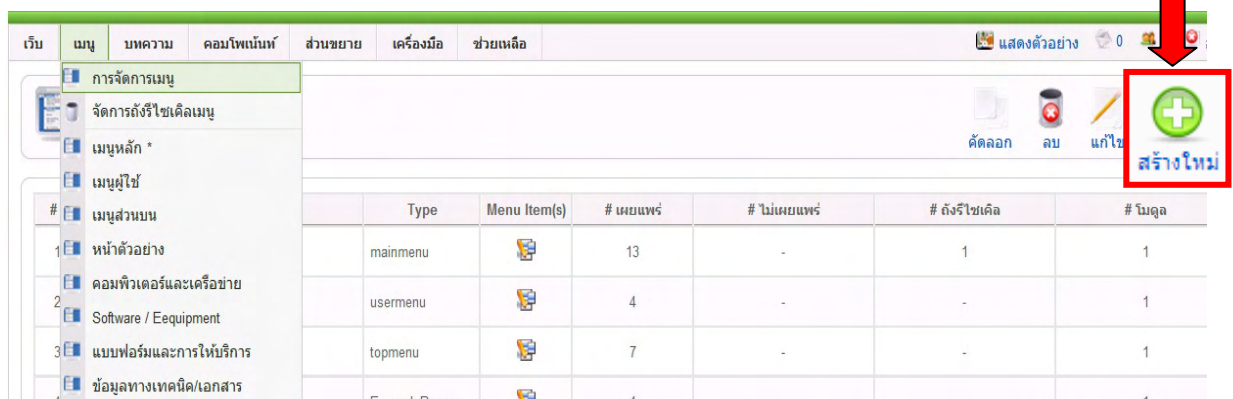 เว็บ เมนู บทความ คอมโพเน้นท์ ส่วนขยาย เครื่องมือ ช่วยเหลือ แสดงตัวอย่าง 0
การจัดการเมนู
จัดการถังรีไซเคิลเมนู
เมนูหลัก *
เมนูผู้ใช้
เมนูส่วนบน
หน้าตัวอย่าง
คอมพิวเตอร์และเครือข่าย
Software / Eequipment
แบบฟอร์มและการให้บริการ
ข้อมูลทางเทคนิค/เอกสาร
คัดลอก ลบ แก้ไข สร้างใหม่
# Type Menu Item(s) # เผยแพร่ # ไม่เผยแพร่ # ถังรีไซเคิล # โมดูล
1 mainmenu 13 - 1 1
2 usermenu 4 - - 1
3 topmenu 7 - - 1